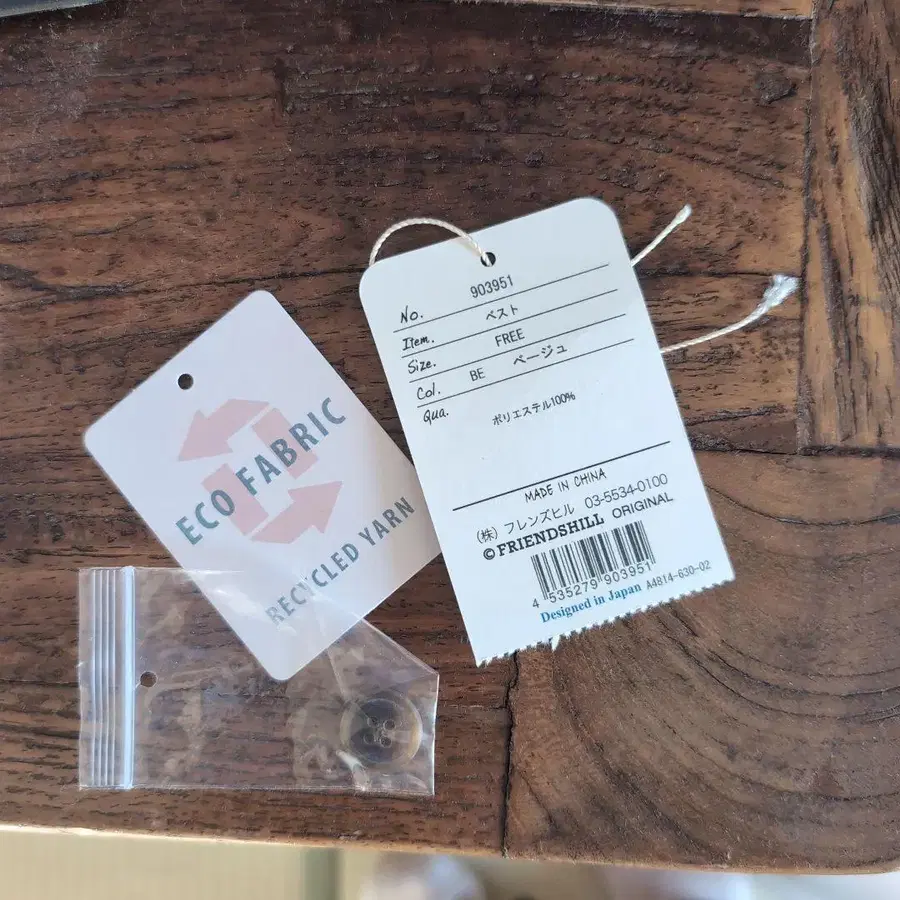 ECO FABRIC
RECYCLED YARN
No. 903951
Item. ベスト
Size. FREE
Col. BE ベージュ
Qua.
ポリエステル100%
MADE IN CHINA
(株) フレンズヒル 03-5534-0100
© FRIENDSHILL ORIGINAL
4 535279 903951
Designed in Japan A4814-630-02